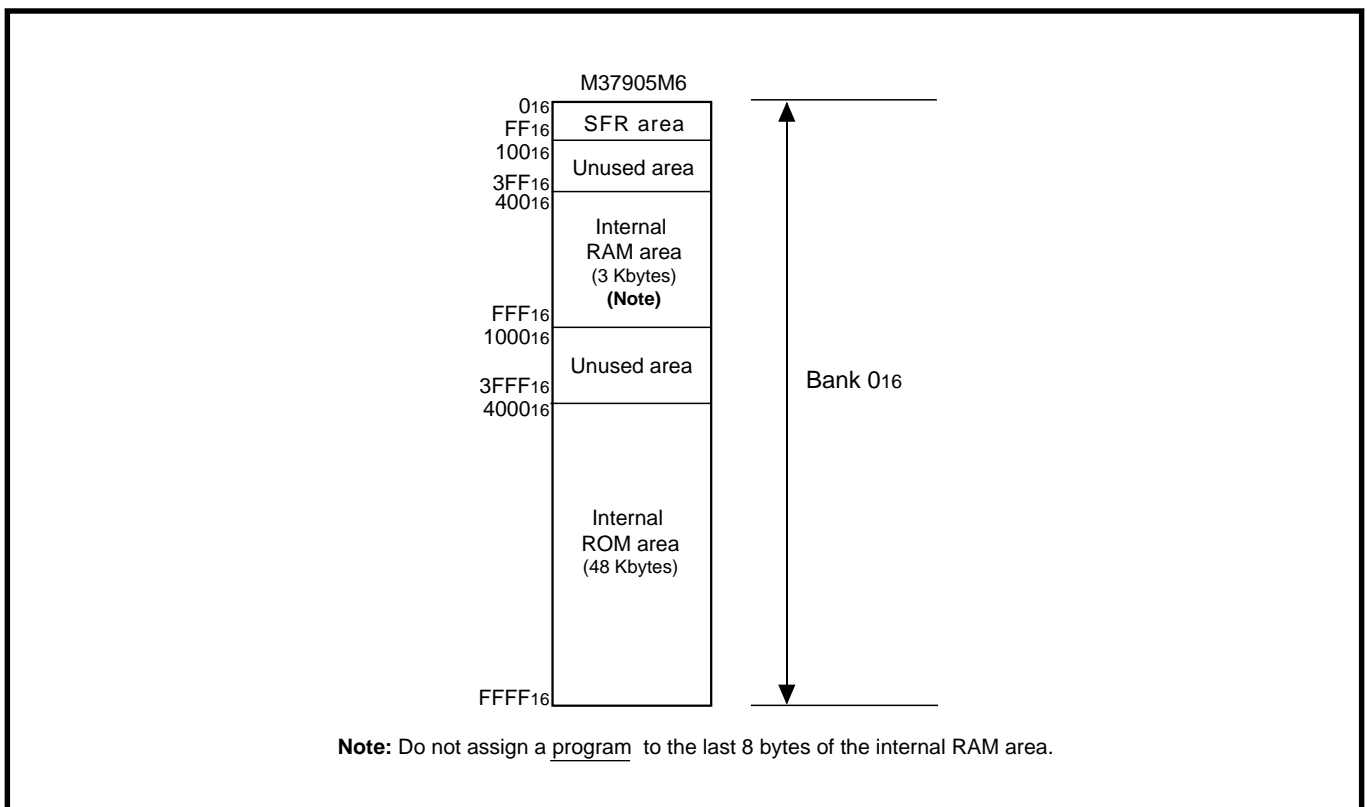 M37905M6
016
FF16
SFR area
10016
3FF16
Unused area
40016
FFF16
Internal
RAM area
(3 Kbytes)
(Note)
100016
3FFF16
Unused area
400016
FFFF16
Internal
ROM area
(48 Kbytes)
Bank 016
Note: Do not assign a program to the last 8 bytes of the internal RAM area.